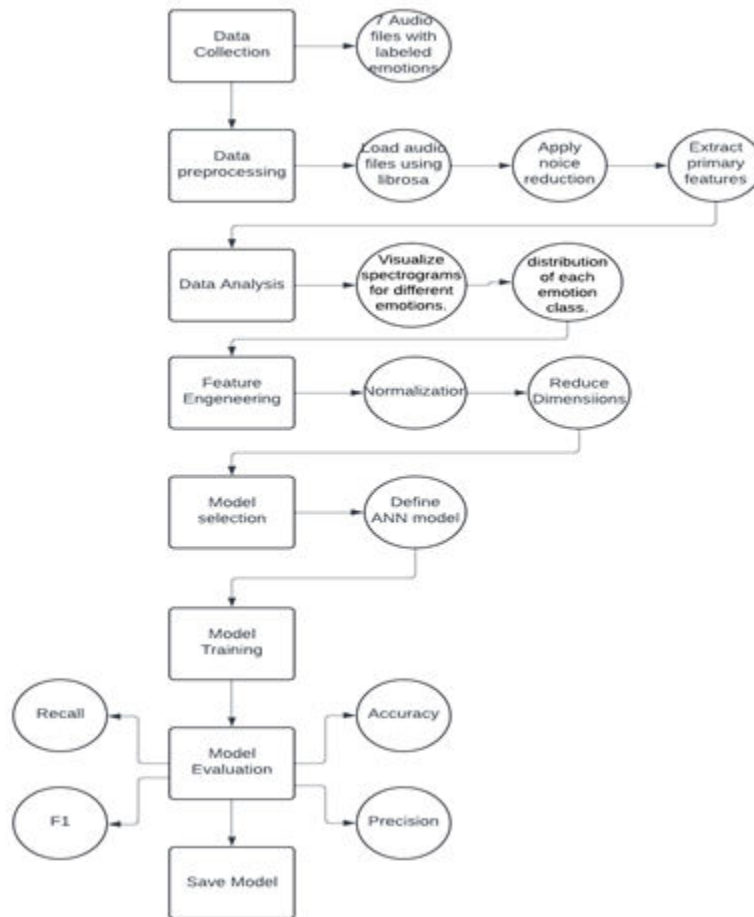 Data
Collection
7 Audio
files with
labeled
emotions
Data
preprocessing
Load audio
files using
librosa
Apply
noice
reduction
Extract
primary
features
Data Analysis
Visualize
spectrograms
for different
emotions.
distribution
of each
emotion
class.
Feature
Engeneering
Normalization
Reduce
Dimensiions
Model
selection
Define
ANN model
Model
Training
Recall
Accuracy
Model
Evaluation
F1
Precision
Save Model